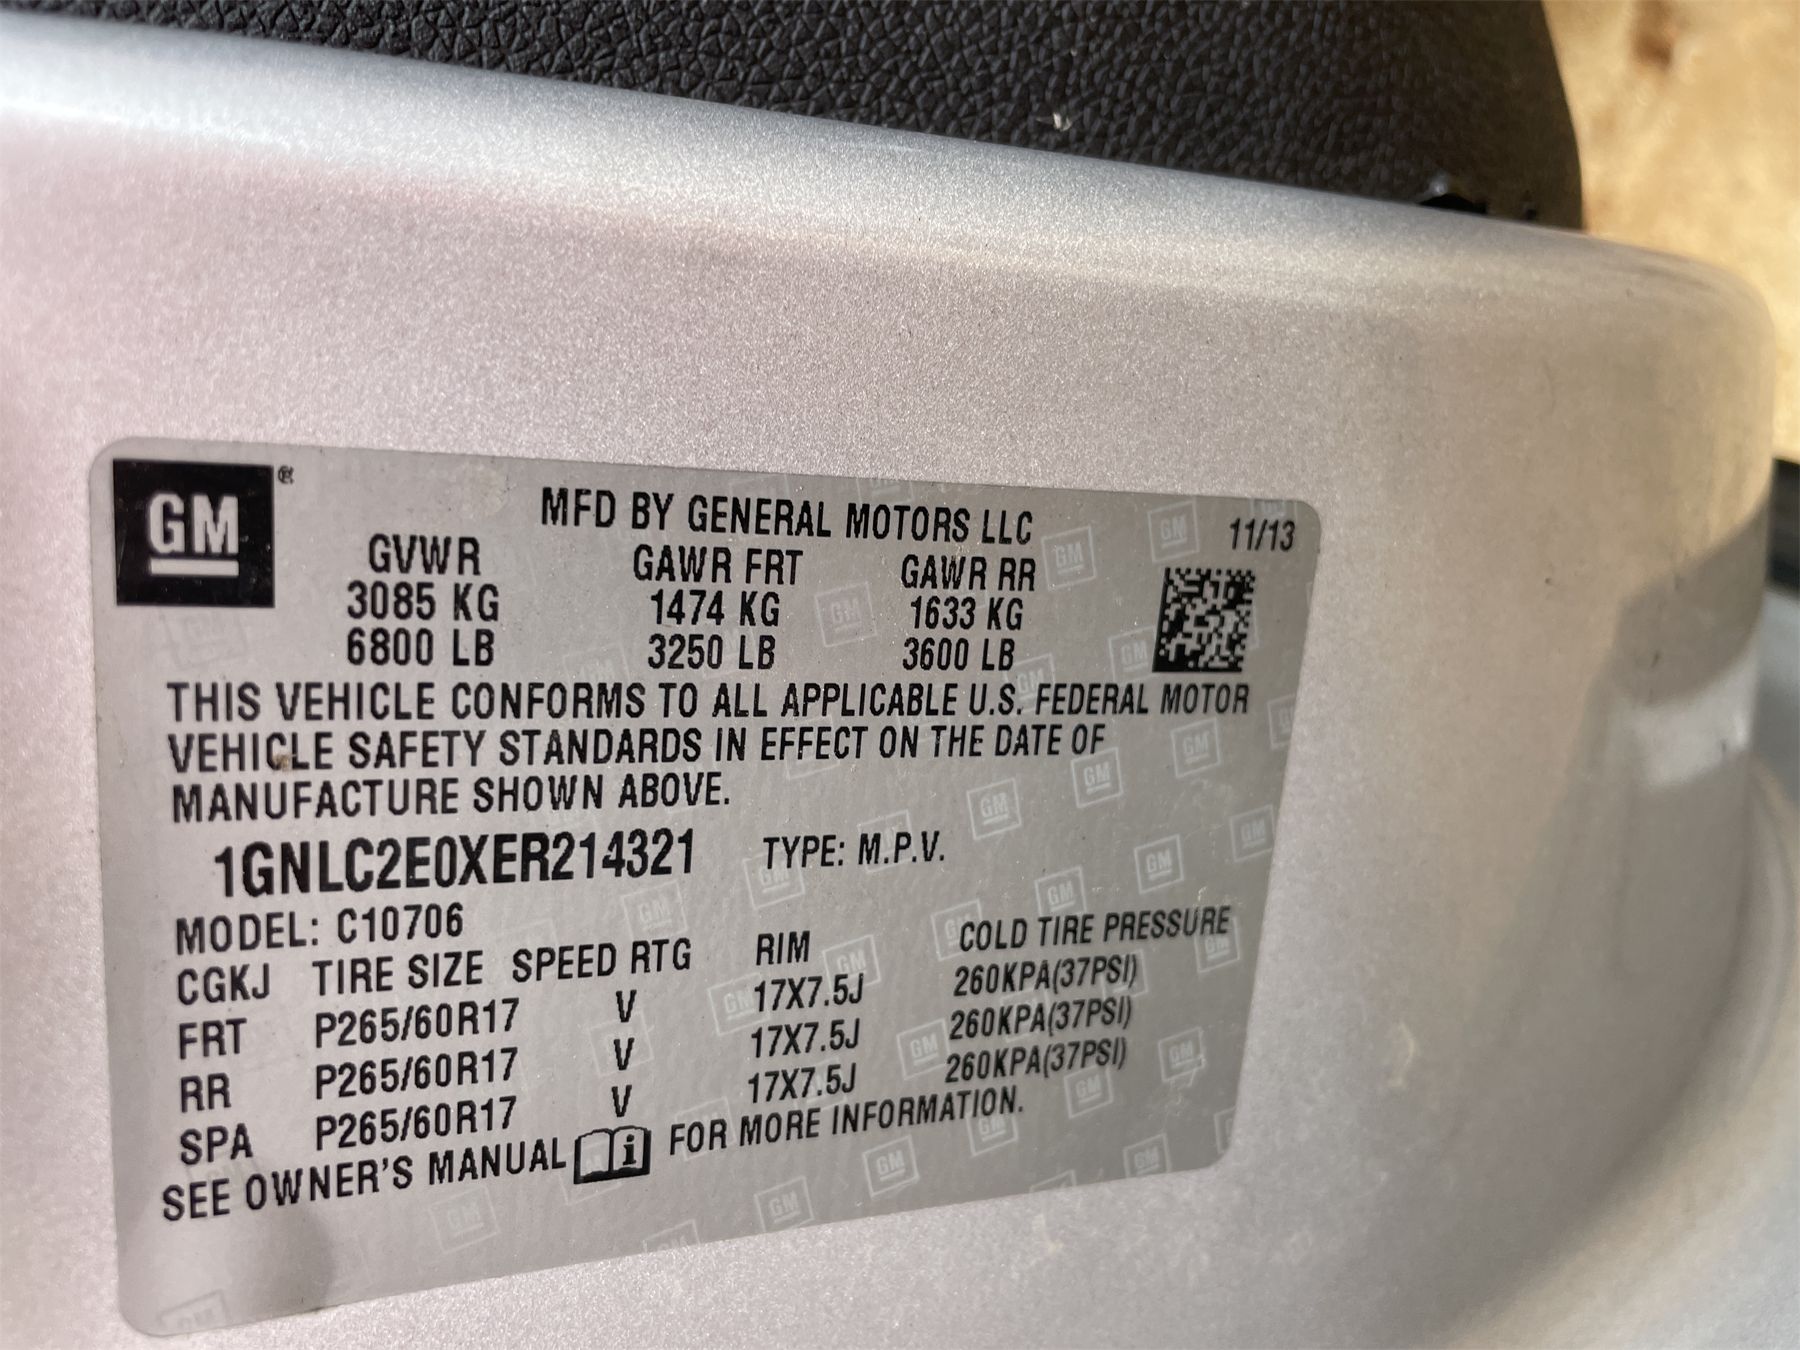 GM ®
MFD BY GENERAL MOTORS LLC 11/13
GVWR GAWR FRT GAWR RR
3085 KG 1474 KG 1633 KG
6800 LB 3250 LB 3600 LB
THIS VEHICLE CONFORMS TO ALL APPLICABLE U.S. FEDERAL MOTOR
VEHICLE SAFETY STANDARDS IN EFFECT ON THE DATE OF
MANUFACTURE SHOWN ABOVE.
1GNLC2E0XER214321 TYPE: M.P.V.
MODEL: C10706
CGKJ TIRE SIZE SPEED RTG RIM COLD TIRE PRESSURE
FRT P265/60R17 V 17X7.5J 260KPA(37PSI)
RR P265/60R17 V 17X7.5J 260KPA(37PSI)
SPA P265/60R17 V 17X7.5J 260KPA(37PSI)
SEE OWNER'S MANUAL i FOR MORE INFORMATION.